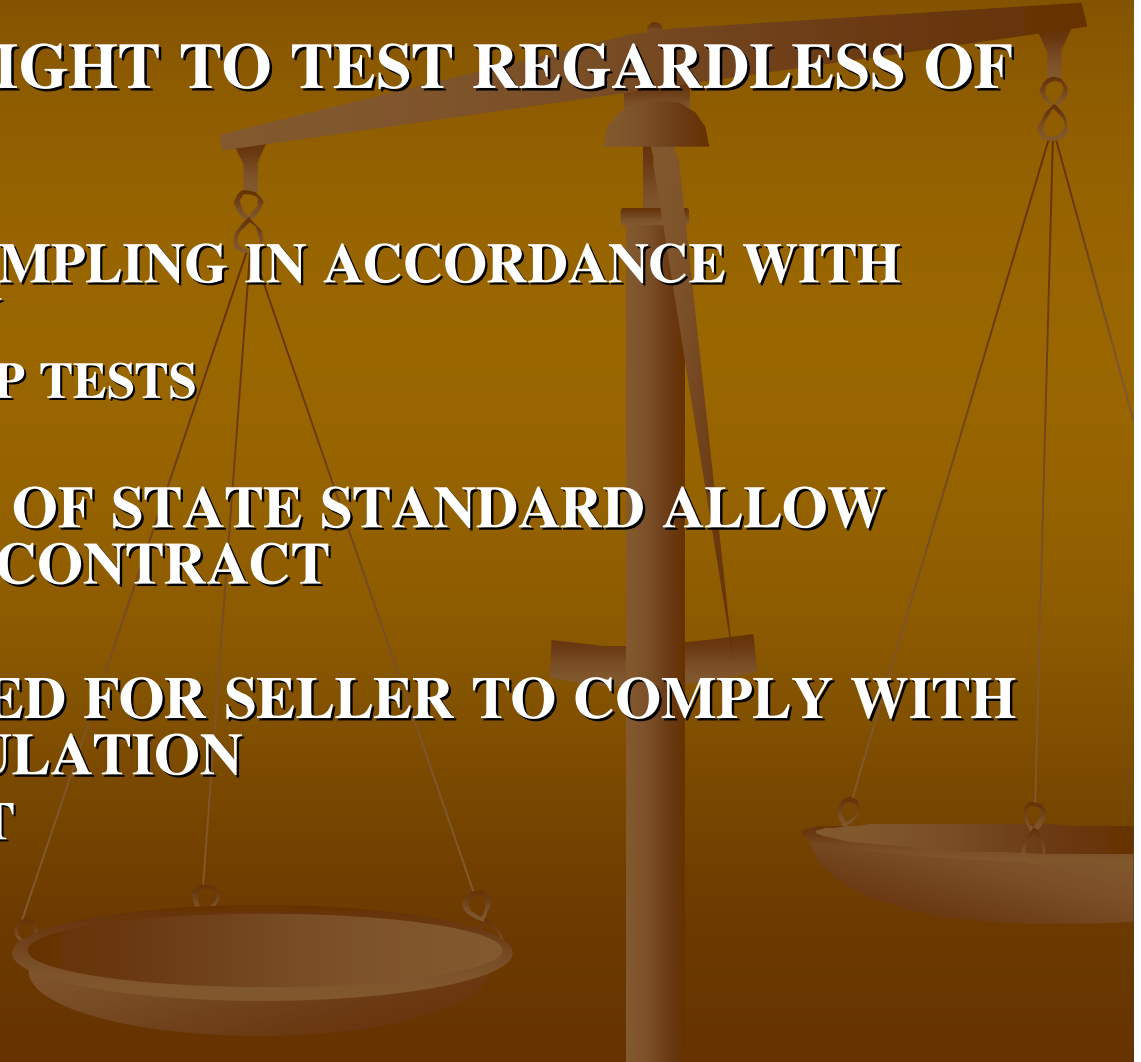 IGHT TO TEST REGARDLESS OF
MPLING IN ACCORDANCE WITH
P TESTS
OF STATE STANDARD ALLOW
CONTRACT
ED FOR SELLER TO COMPLY WITH
ULATION
T